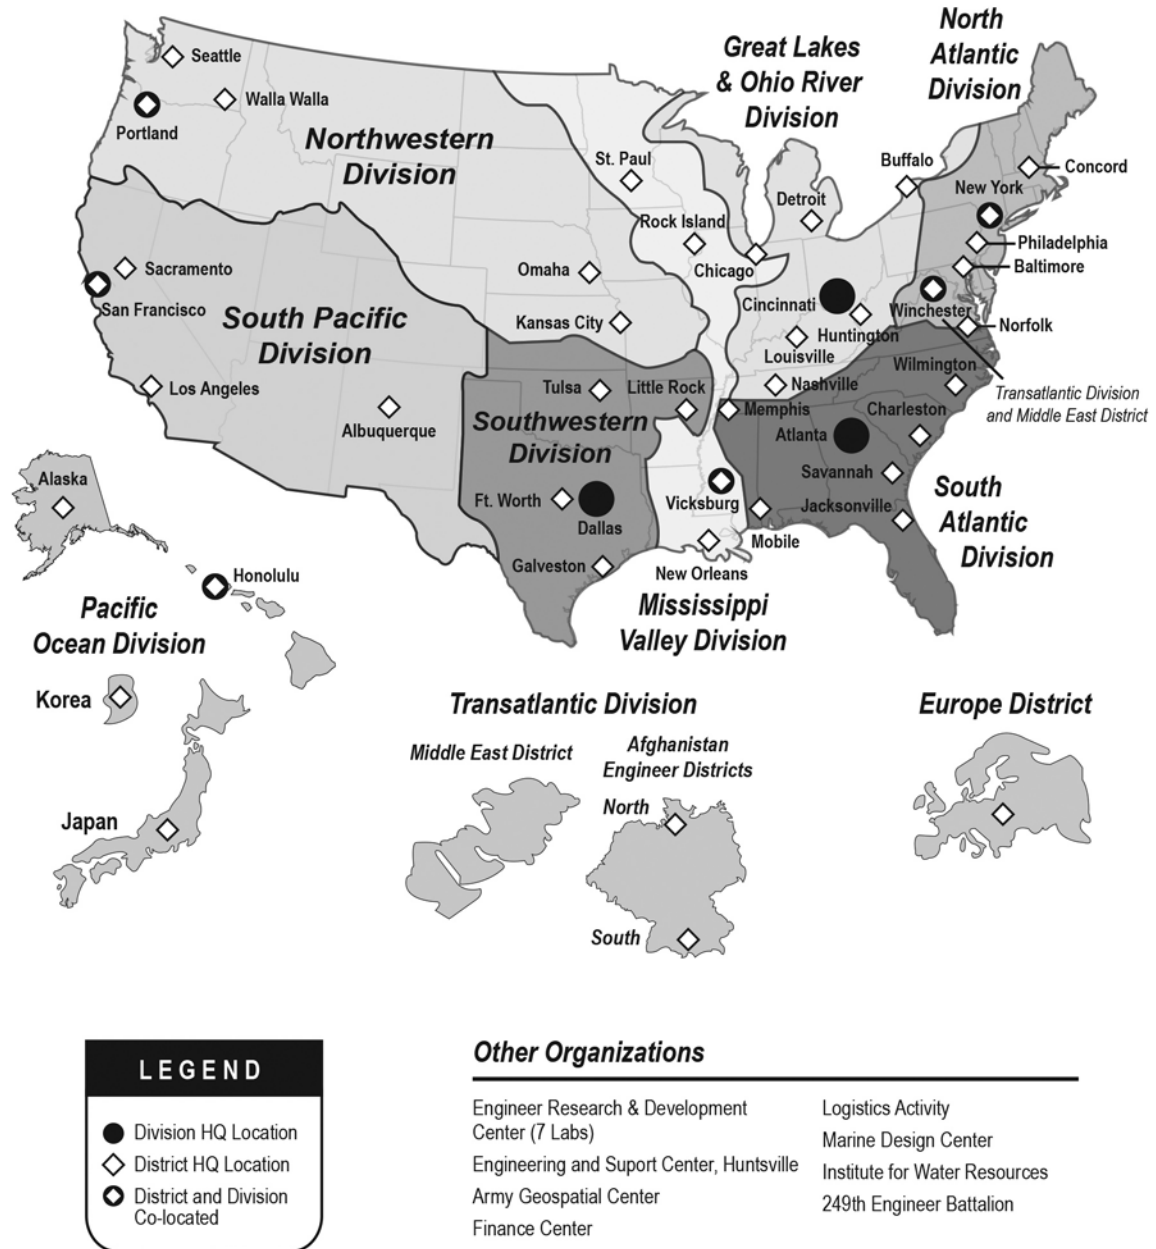 North
Atlantic
Division
Great Lakes
& Ohio River
Division
Seattle
Walla Walla
Portland
Northwestern
Division
St. Paul
Buffalo
Concord
Detroit
New York
Rock Island
Philadelphia
Omaha
Chicago
Baltimore
Sacramento
San Francisco
South Pacific
Division
Kansas City
Cincinnati
Huntington
Louisville
Winchester
Norfolk
Wilmington
Transatlantic Division
and Middle East District
Los Angeles
Albuquerque
Tulsa
Little Rock
Nashville
Memphis
Charleston
Southwestern
Division
Atlanta
Savannah
Ft. Worth
Dallas
Vicksburg
Jacksonville
South
Atlantic
Division
Mobile
Galveston
New Orleans
Mississippi
Valley Division
Alaska
Honolulu
Pacific
Ocean Division
Korea
Japan
Transatlantic Division
Middle East District
Afghanistan
Engineer Districts
North
South
Europe District
LEGEND
Division HQ Location
District HQ Location
District and Division
Co-located
Other Organizations
Engineer Research & Development
Center (7 Labs)
Engineering and Suport Center, Huntsville
Army Geospatial Center
Finance Center
Logistics Activity
Marine Design Center
Institute for Water Resources
249th Engineer Battalion